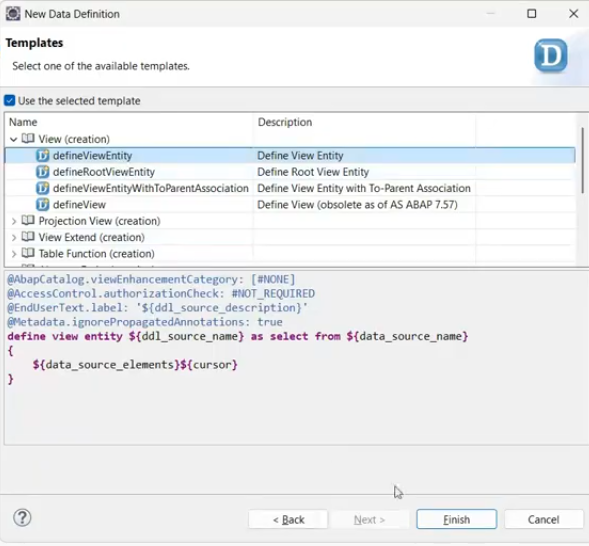 New Data Definition
Templates
Select one of the available templates.
D
Use the selected template
Name Description
View (creation)
defineViewEntity Define View Entity
defineRootViewEntity Define Root View Entity
defineViewEntityWithToParentAssociation Define View Entity with To-Parent Association
defineView Define View (obsolete as of AS ABAP 7.57)
Projection View (creation)
View Extend (creation)
Table Function (creation)
@AbapCatalog.viewEnhancementCategory: [#NONE]
@AccessControl.authorizationCheck: #NOT_REQUIRED
@EndUserText.label: '${ddl_source_description}'
@Metadata.ignorePropagatedAnnotations: true
define view entity ${ddl_source_name} as select from ${data_source_name}
{
${data_source_elements}${cursor}
}
? < Back Next > Finish Cancel